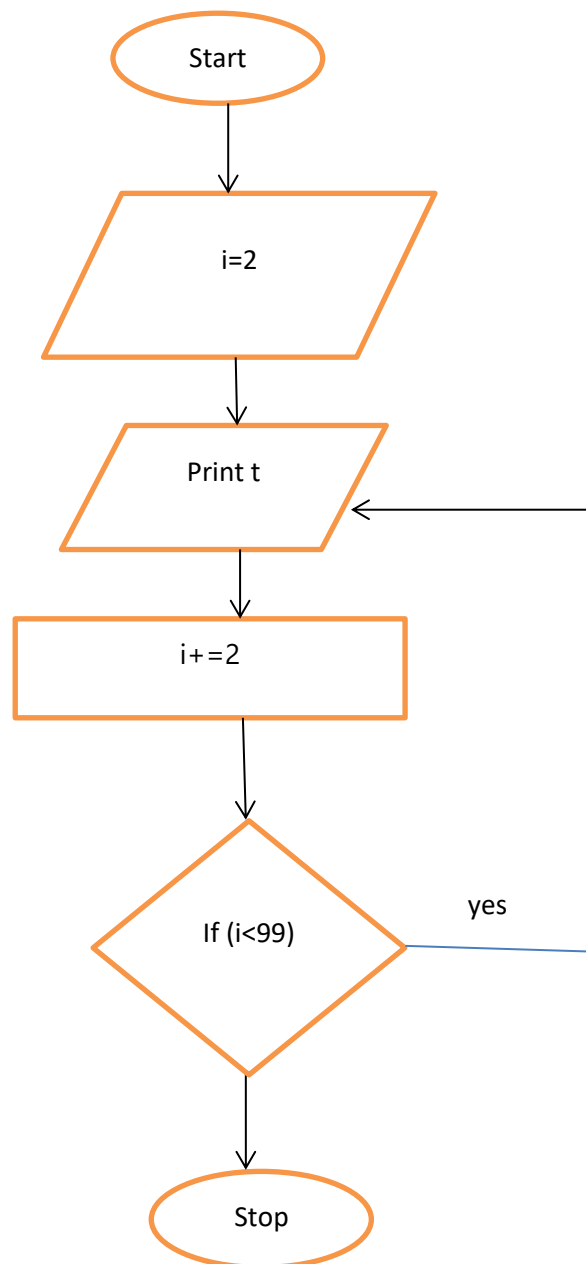 Start
i=2
Print t
i+=2
If (i<99)
yes
Stop